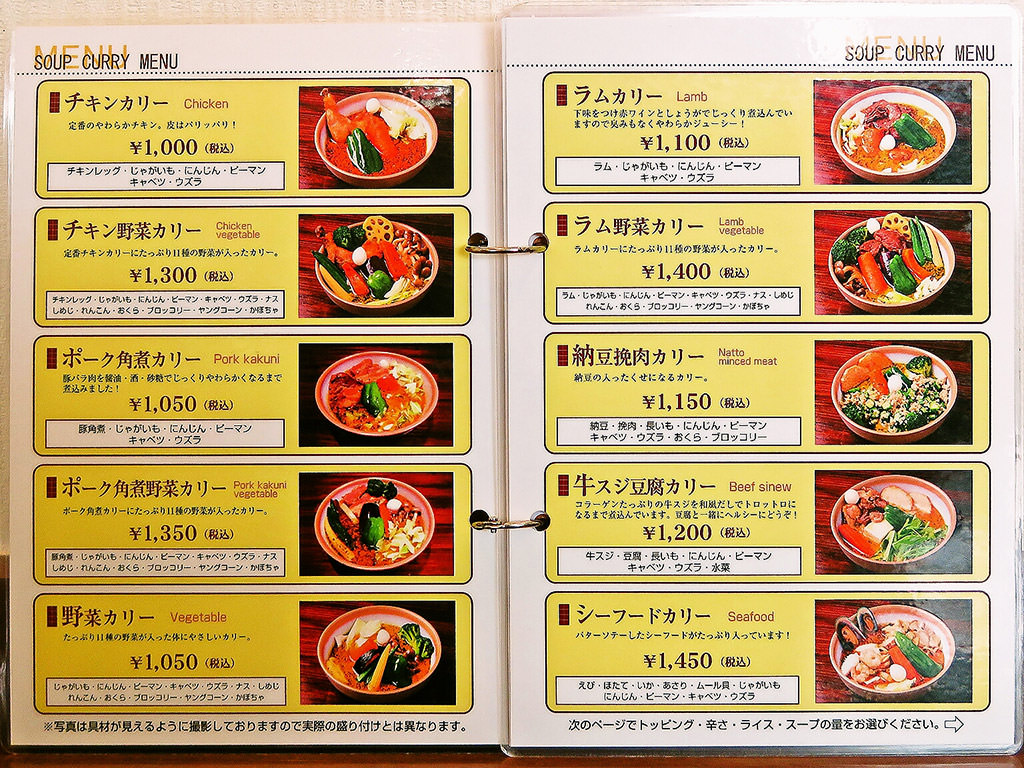 MENU
SOUP CURRY MENU
チキンカリー Chicken
定番のやわらかチキン。皮はパリッパリ！
￥1,000（税込）
チキンレッグ・じゃがいも・にんじん・ピーマン
キャベツ・ウズラ
チキン野菜カリー Chicken vegetable
定番チキンカリーにたっぷり11種の野菜が入ったカリー。
￥1,300（税込）
チキンレッグ・じゃがいも・にんじん・ピーマン・キャベツ・ウズラ・ナス
しめじ・れんこん・おくら・ブロッコリー・ヤングコーン・かぼちゃ
ポーク角煮カリー Pork kakuni
豚バラ肉を醤油・酒・砂糖でじっくりやわらかくなるまで
煮込みました！
￥1,050（税込）
豚角煮・じゃがいも・にんじん・ピーマン
キャベツ・ウズラ
ポーク角煮野菜カリー Pork kakuni vegetable
ポーク角煮カリーにたっぷり11種の野菜が入ったカリー。
￥1,350（税込）
豚角煮・じゃがいも・にんじん・ピーマン・キャベツ・ウズラ・ナス
しめじ・れんこん・おくら・ブロッコリー・ヤングコーン・かぼちゃ
野菜カリー Vegetable
たっぷり11種の野菜が入った体にやさしいカリー。
￥1,050（税込）
じゃがいも・にんじん・ピーマン・キャベツ・ウズラ・ナス・しめじ
れんこん・おくら・ブロッコリー・ヤングコーン・かぼちゃ
※写真は具材が見えるように撮影しておりますので実際の盛り付けとは異なります。
MENU
SOUP CURRY MENU
ラムカリー Lamb
下味をつけ赤ワインとしょうがでじっくり煮込んでい
ますので臭みもなくやわらかジューシー！
￥1,100（税込）
ラム・じゃがいも・にんじん・ピーマン
キャベツ・ウズラ
ラム野菜カリー Lamb vegetable
ラムカリーにたっぷり11種の野菜が入ったカリー。
￥1,400（税込）
ラム・じゃがいも・にんじん・ピーマン・キャベツ・ウズラ・ナス・しめじ
れんこん・おくら・ブロッコリー・ヤングコーン・かぼちゃ
納豆挽肉カリー Natto minced meat
納豆の入ったくせになるカリー。
￥1,150（税込）
納豆・挽肉・長いも・にんじん・ピーマン
キャベツ・ウズラ・おくら・ブロッコリー
牛スジ豆腐カリー Beef sinew
コラーゲンたっぷりの牛スジを和風だしでトロットロに
なるまで煮込んでいます。豆腐と一緒にヘルシーにどうぞ！
￥1,200（税込）
牛スジ・豆腐・長いも・にんじん・ピーマン
キャベツ・ウズラ・水菜
シーフードカリー Seafood
バターソテーしたシーフードがたっぷり入っています！
￥1,450（税込）
えび・ほたて・いか・あさり・ムール貝・じゃがいも
にんじん・ピーマン・キャベツ・ウズラ
次のページでトッピング・辛さ・ライス・スープの量をお選びください。⇨